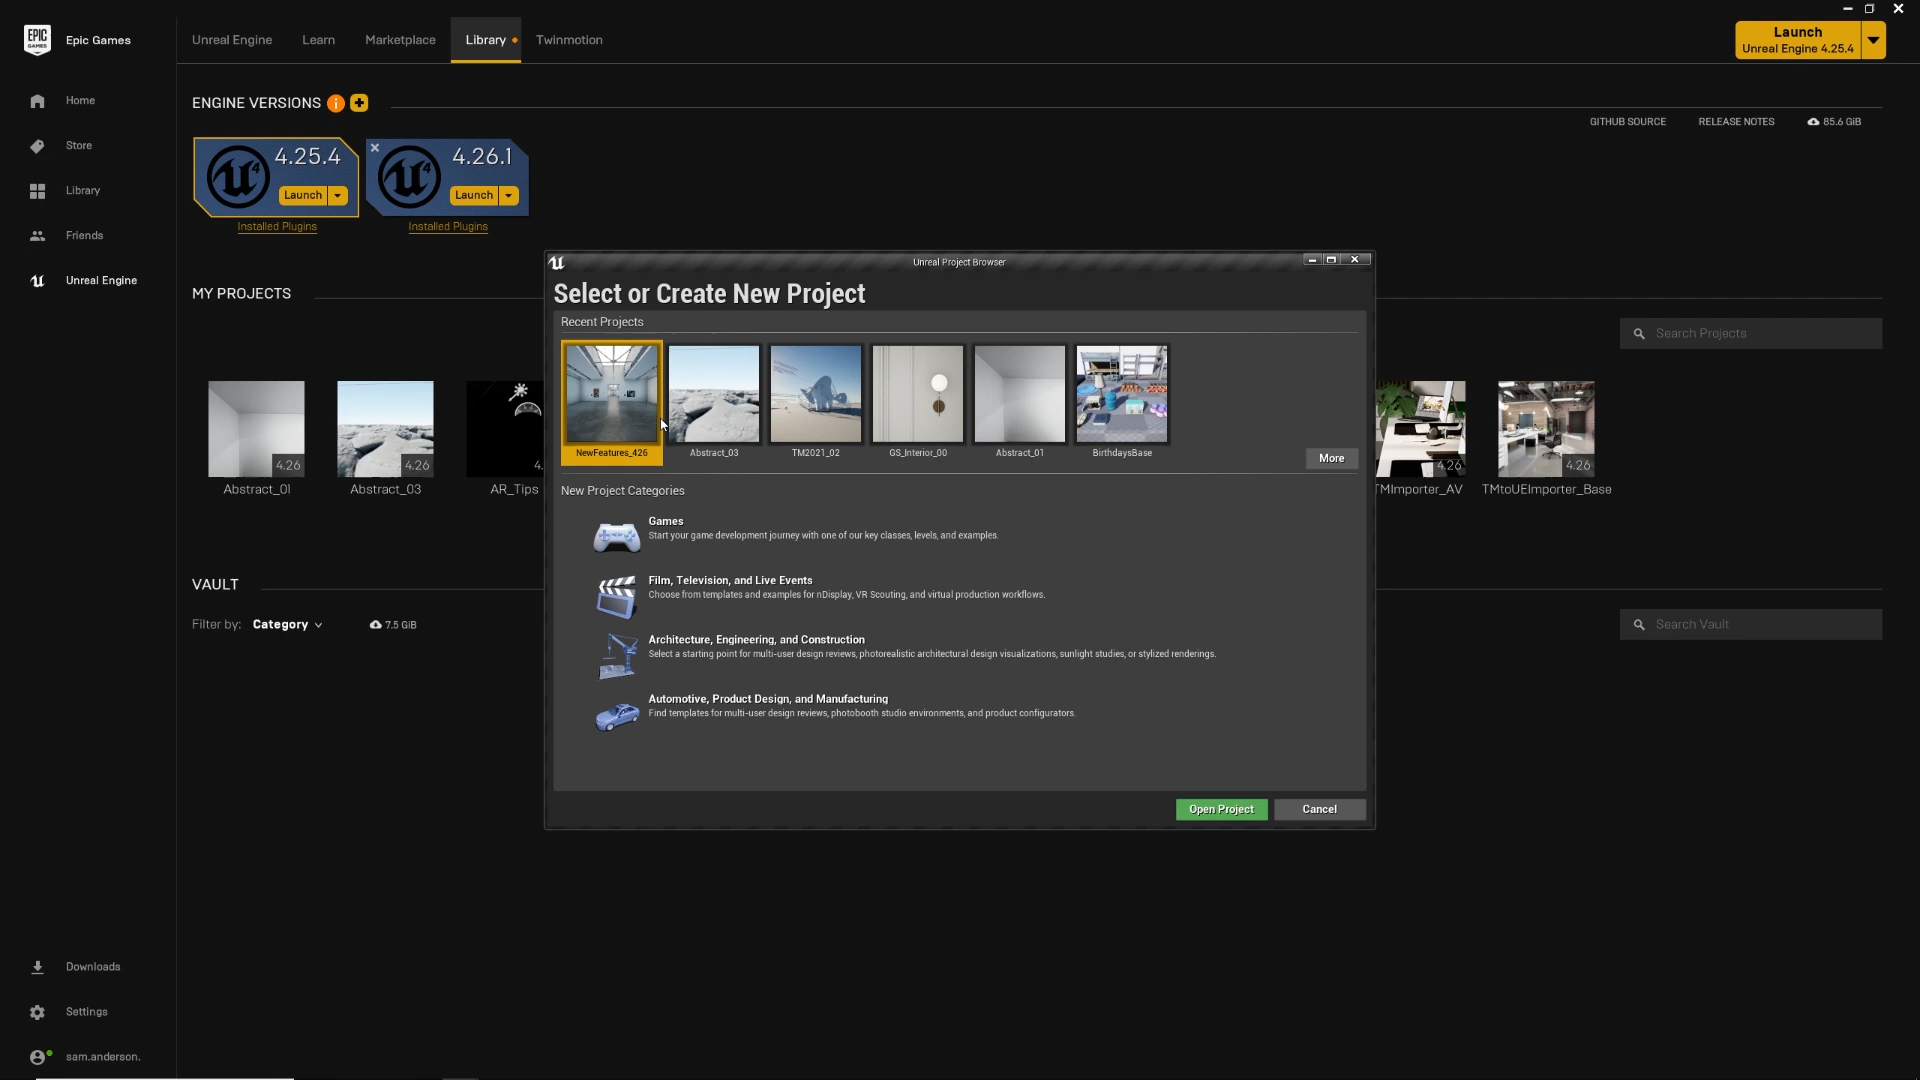 EPIC GAMES
Epic Games
Unreal Engine
Learn
Marketplace
Library
Twinmotion
Launch
Unreal Engine 4.25.4
Home
Store
Library
Friends
Unreal Engine
ENGINE VERSIONS
GITHUB SOURCE
RELEASE NOTES
85.6 GiB
4.25.4
Launch
Installed Plugins
4.26.1
Launch
Installed Plugins
MY PROJECTS
Search Projects
4.26
Abstract_01
4.26
Abstract_03
4.
AR_Tips
4.26
TMImporter_AV
4.26
TMtoUEImporter_Base
VAULT
Filter by: Category
7.5 GiB
Search Vault
Unreal Project Browser
Select or Create New Project
Recent Projects
NewFeatures_426
Abstract_03
TM2021_02
GS_Interior_00
Abstract_01
BirthdaysBase
More
New Project Categories
Games
Start your game development journey with one of our key classes, levels, and examples.
Film, Television, and Live Events
Choose from templates and examples for nDisplay, VR Scouting, and virtual production workflows.
Architecture, Engineering, and Construction
Select a starting point for multi-user design reviews, photorealistic architectural design visualizations, sunlight studies, or stylized renderings.
Automotive, Product Design, and Manufacturing
Find templates for multi-user design reviews, photobooth studio environments, and product configurators.
Open Project
Cancel
Downloads
Settings
sam.anderson.